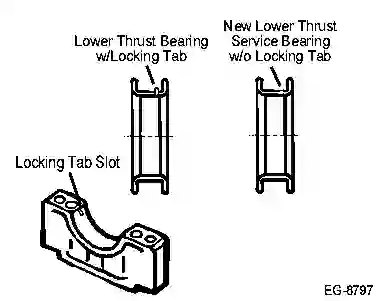 Lower Thrust Bearing
w/Locking Tab
New Lower Thrust
Service Bearing
w/o Locking Tab
Locking Tab Slot
EG-8797